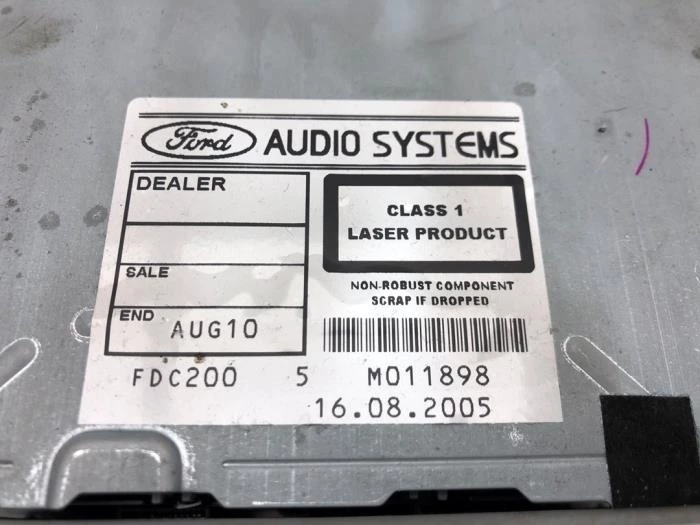 Ford AUDIO SYSTEMS
DEALER
CLASS 1
LASER PRODUCT
SALE
NON-ROBUST COMPONENT
SCRAP IF DROPPED
END AUG10
FDC200 5 M011898
16.08.2005